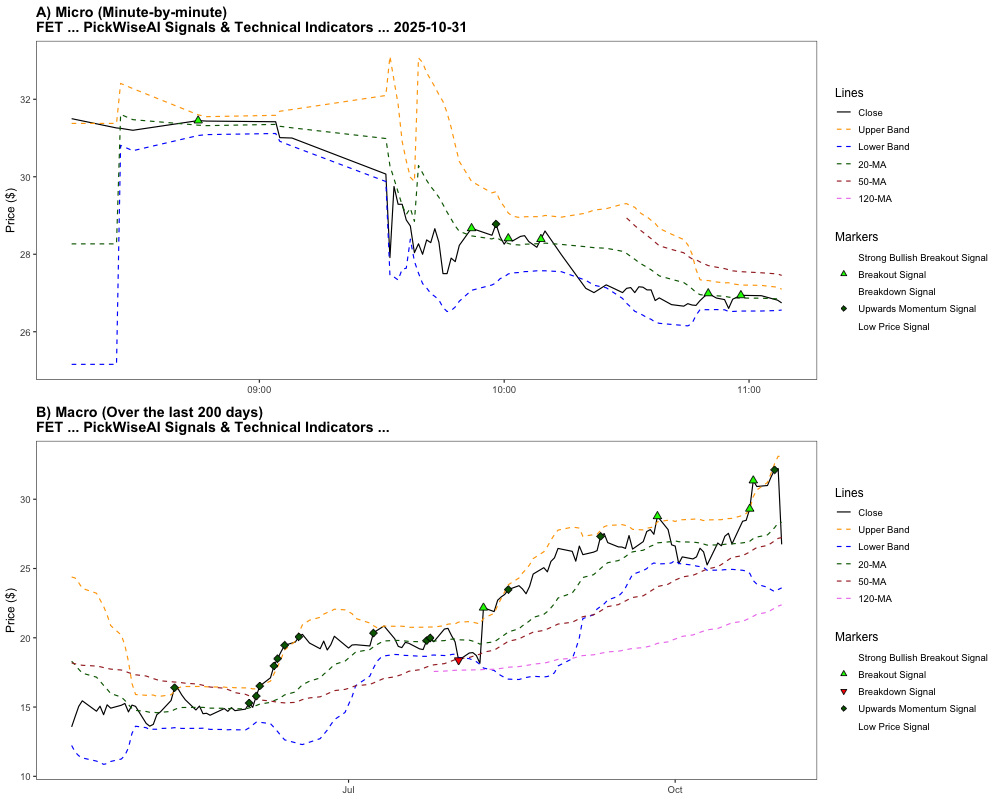 A) Micro (Minute-by-minute)
FET ... PickWiseAI Signals & Technical Indicators ... 2025-10-31
Price ($)
32
30
28
26
09:00
10:00
11:00
Lines
Close
Upper Band
Lower Band
20-MA
50-MA
120-MA
Markers
Strong Bullish Breakout Signal
Breakout Signal
Breakdown Signal
Upwards Momentum Signal
Low Price Signal
B) Macro (Over the last 200 days)
FET ... PickWiseAI Signals & Technical Indicators ...
Price ($)
30
25
20
15
10
Jul
Oct
Lines
Close
Upper Band
Lower Band
20-MA
50-MA
120-MA
Markers
Strong Bullish Breakout Signal
Breakout Signal
Breakdown Signal
Upwards Momentum Signal
Low Price Signal